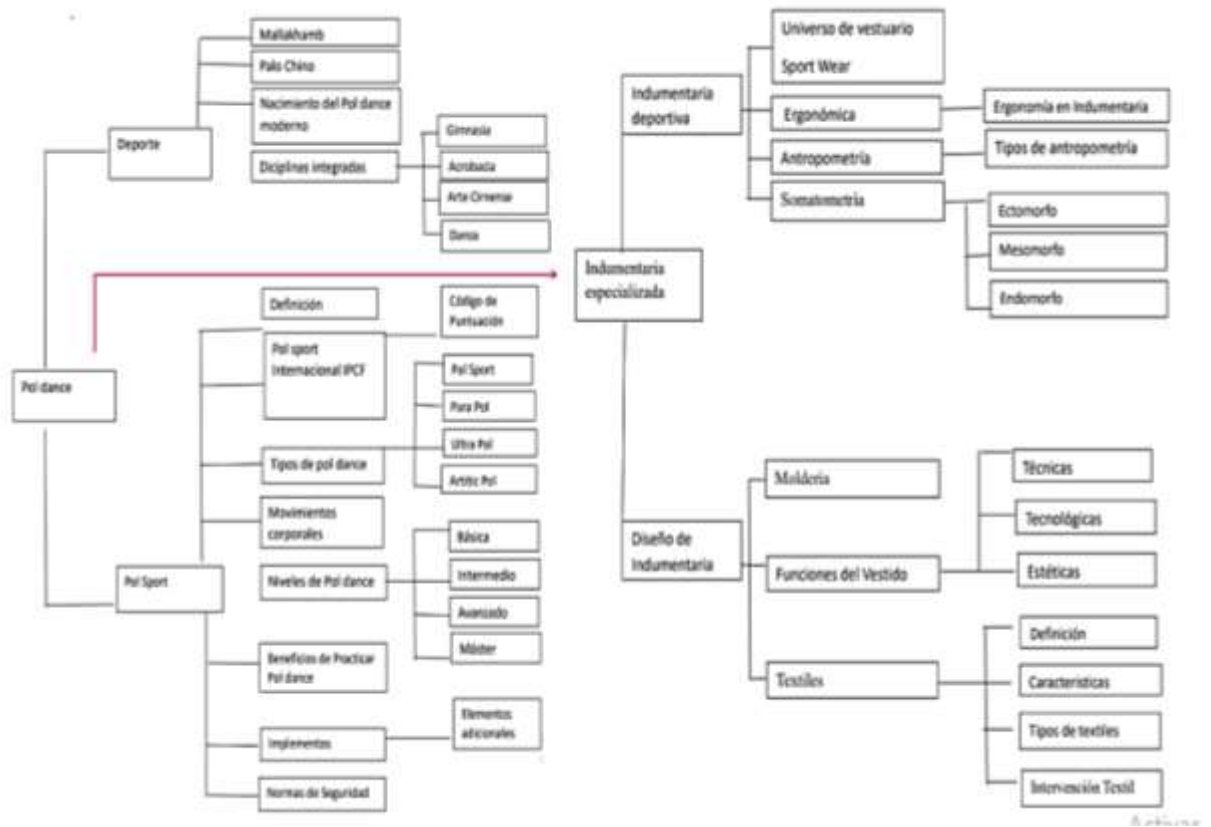 Pol dance
Deporte
Mallakhamb
Palo Chino
Nacimiento del Pol dance
moderno
Diciplinas integradas
Gimnasia
Acrobacia
Arte Cirnense
Danza
Pol Sport
Definición
Pol sport
Internacional IPCF
Código de
Puntuación
Tipos de pol dance
Pol Sport
Para Pol
Ultra Pol
Artitic Pol
Movimientos
corporales
Niveles de Pol dance
Básica
Intermedio
Avanzado
Máster
Beneficios de Practicar
Pol dance
Implementos
Elementos
adicionales
Normas de Seguridad
Indumentaria
especializada
Indumentaria
deportiva
Universo de vestuario
Sport Wear
Ergonómica
Ergonomía en Indumentaria
Antropometría
Tipos de antropometría
Somatometría
Ectomorfo
Mesomorfo
Endomorfo
Diseño de
Indumentaria
Moldería
Funciones del Vestido
Técnicas
Tecnológicas
Estéticas
Textiles
Definición
Características
Tipos de textiles
Intervención Textil
Activar